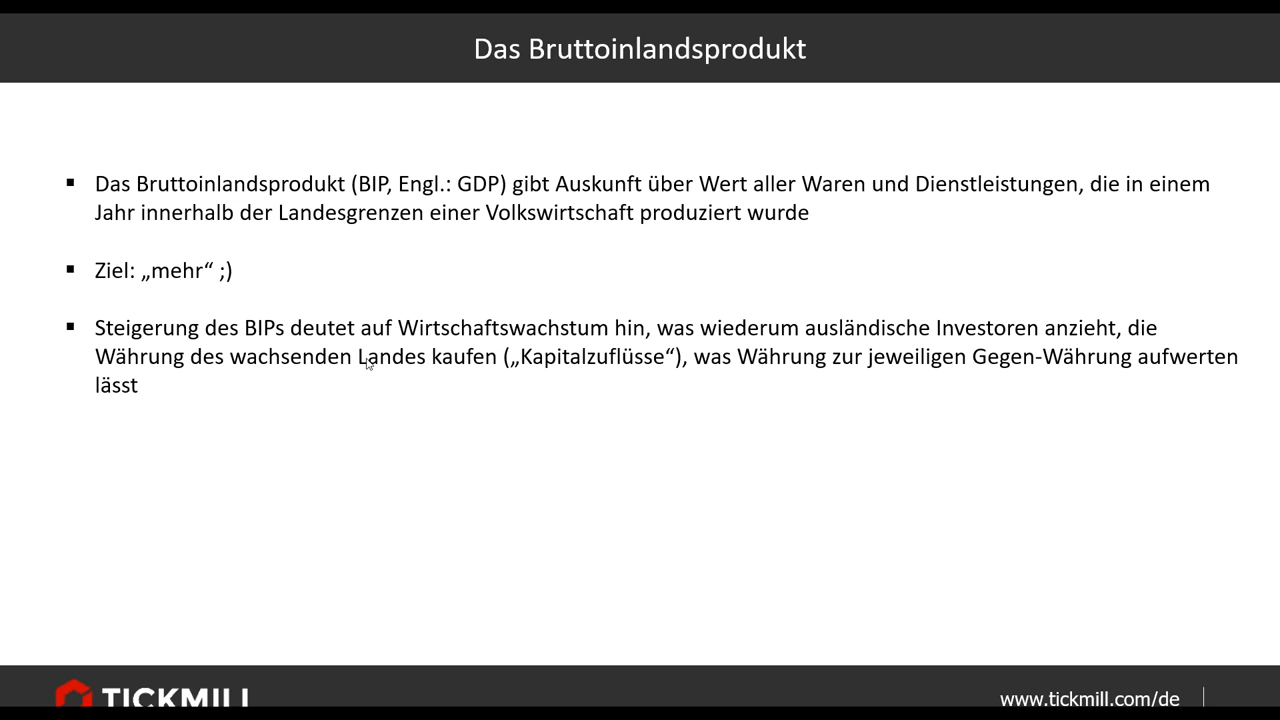 Das Bruttoinlandsprodukt
▪ Das Bruttoinlandsprodukt (BIP, Engl.: GDP) gibt Auskunft über Wert aller Waren und Dienstleistungen, die in einem
Jahr innerhalb der Landesgrenzen einer Volkswirtschaft produziert wurde
▪ Ziel: „mehr“ ;)
▪ Steigerung des BIPs deutet auf Wirtschaftswachstum hin, was wiederum ausländische Investoren anzieht, die
Währung des wachsenden Landes kaufen („Kapitalzuflüsse“), was Währung zur jeweiligen Gegen-Währung aufwerten
lässt
TICKMILL
www.tickmill.com/de